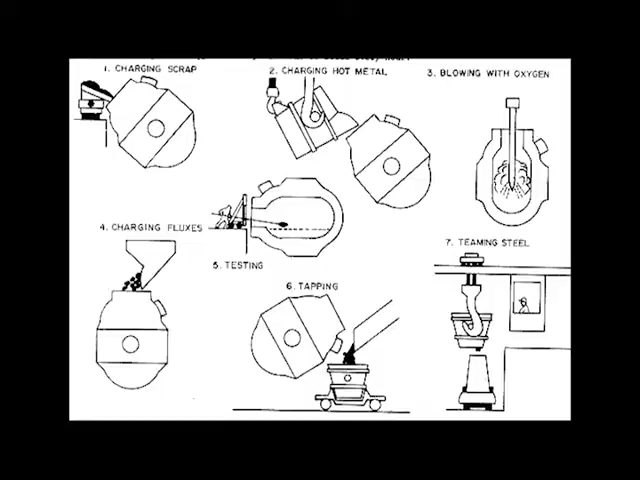 1. CHARGING SCRAP
2. CHARGING HOT METAL
3. BLOWING WITH OXYGEN
4. CHARGING FLUXES
5. TESTING
6. TAPPING
7. TEAMING STEEL